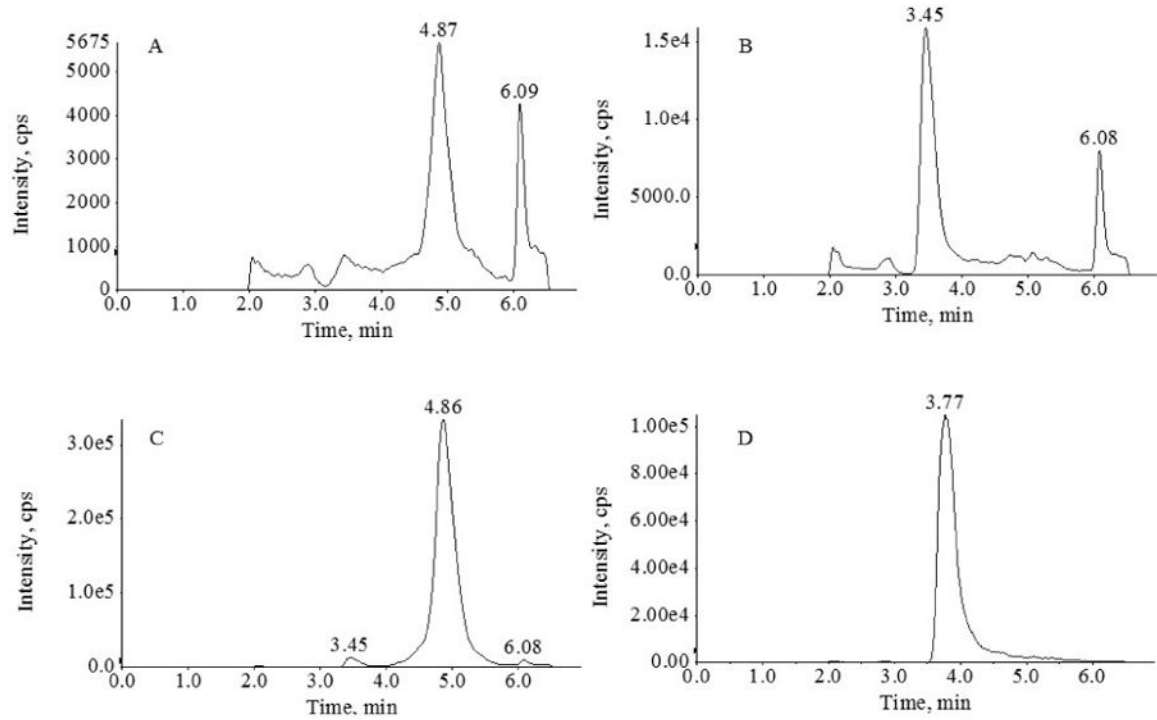 A
4.87
6.09
5675
5000
4000
3000
2000
1000
0
0.0 1.0 2.0 3.0 4.0 5.0 6.0
Time, min
Intensity, cps
B
3.45
6.08
1.5e4
1.0e4
5000.0
0.0
0.0 1.0 2.0 3.0 4.0 5.0 6.0
Time, min
Intensity, cps
C
4.86
3.45
6.08
3.0e5
2.0e5
1.0e5
0.0
0.0 1.0 2.0 3.0 4.0 5.0 6.0
Time, min
Intensity, cps
D
3.77
1.00e5
8.00e4
6.00e4
4.00e4
2.00e4
0.00
0.0 1.0 2.0 3.0 4.0 5.0 6.0
Time, min
Intensity, cps